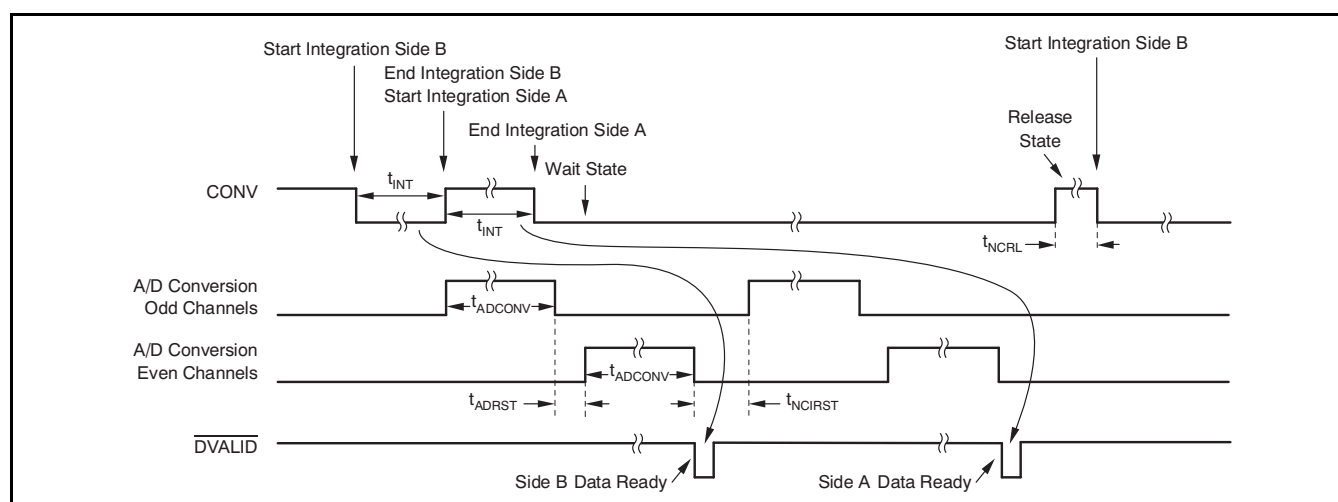 Start Integration Side B
End Integration Side B
Start Integration Side A
End Integration Side A
Wait State
Start Integration Side B
Release
State
CONV
tINT
tINT
tNCRL
A/D Conversion
Odd Channels
tADCONV
A/D Conversion
Even Channels
tADCONV
tADRST
tNCIRST
DVALID
Side B Data Ready
Side A Data Ready